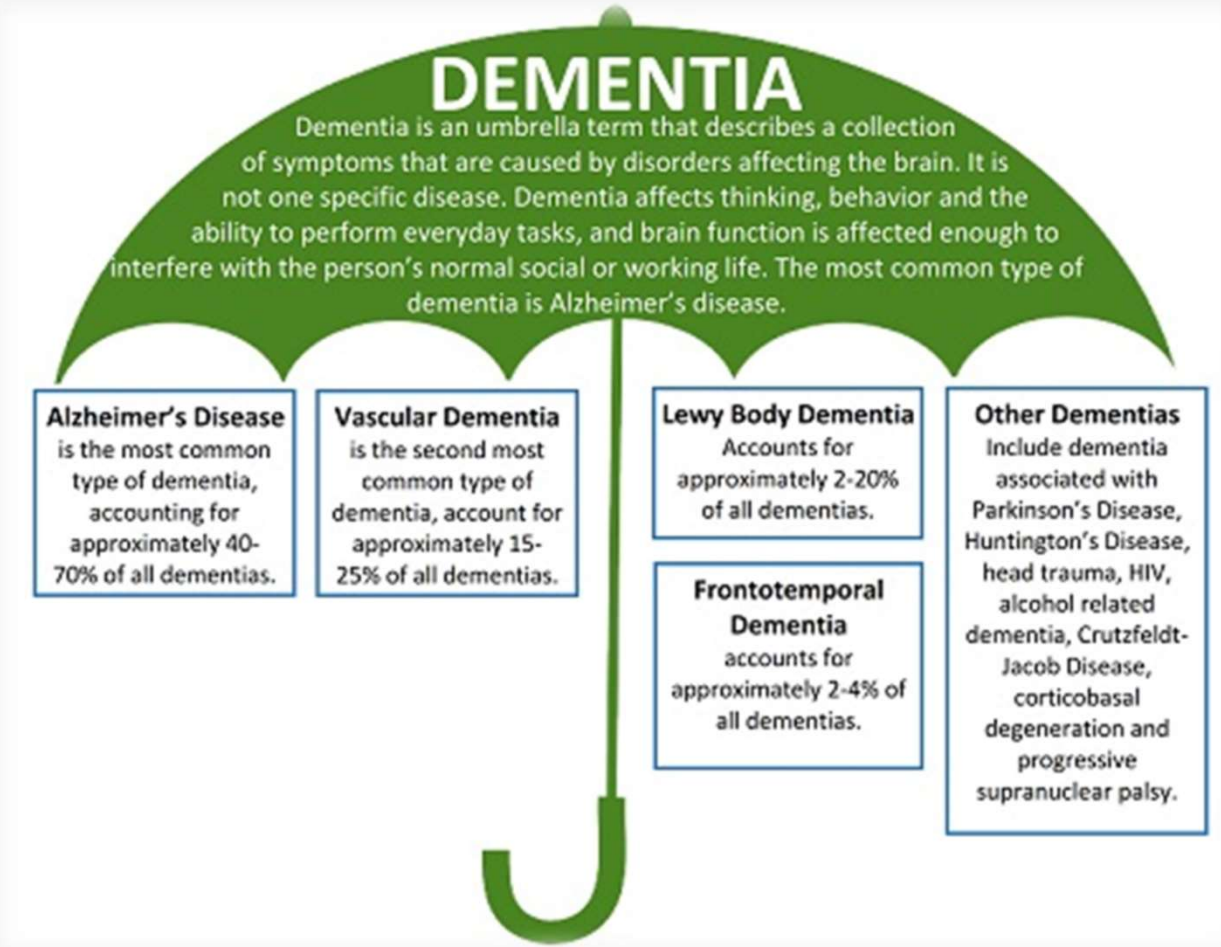 DEMENTIA
Dementia is an umbrella term that describes a collection
of symptoms that are caused by disorders affecting the brain. It is
not one specific disease. Dementia affects thinking, behavior and the
ability to perform everyday tasks, and brain function is affected enough to
interfere with the person's normal social or working life. The most common type of
dementia is Alzheimer's disease.
Alzheimer's Disease
is the most common
type of dementia,
accounting for
approximately 40-
70% of all dementias.
Vascular Dementia
is the second most
common type of
dementia, account for
approximately 15-
25% of all dementias.
Lewy Body Dementia
Accounts for
approximately 2-20%
of all dementias.
Frontotemporal
Dementia
accounts for
approximately 2-4% of
all dementias.
Other Dementias
Include dementia
associated with
Parkinson's Disease,
Huntington's Disease,
head trauma, HIV,
alcohol related
dementia, Crutzfeldt-
Jacob Disease,
corticobasal
degeneration and
progressive
supranuclear palsy.